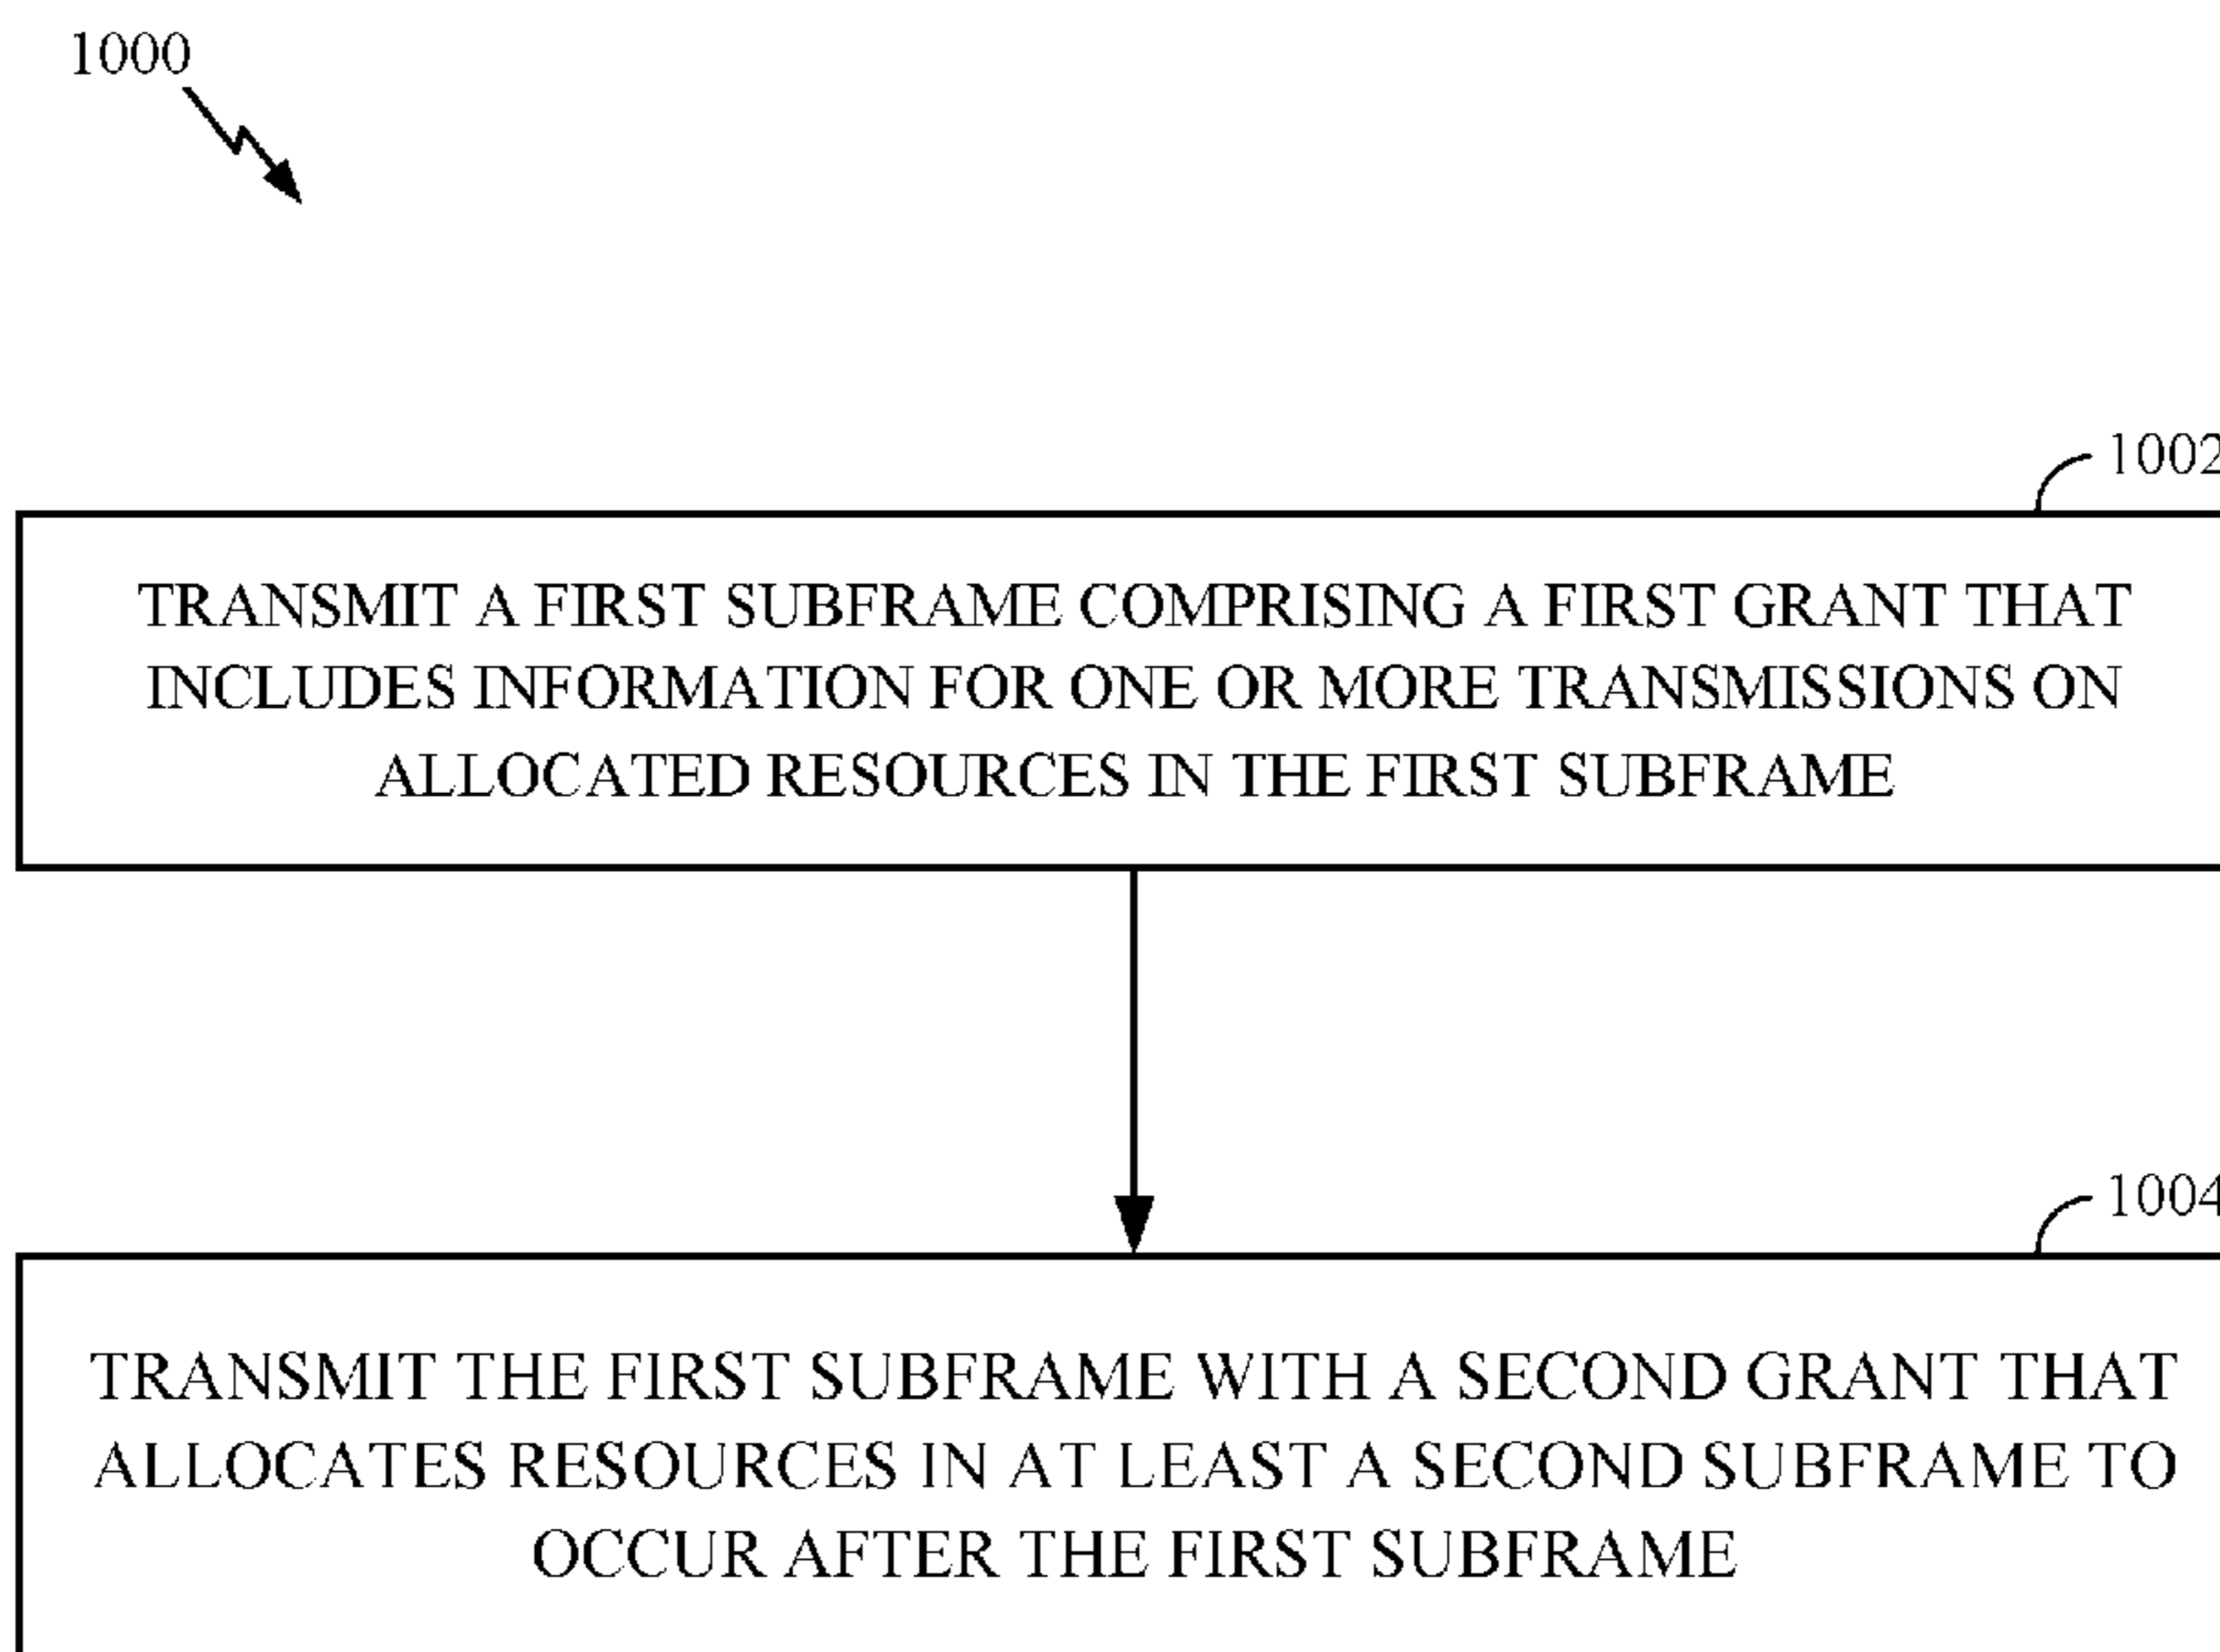 1000
1002
TRANSMIT A FIRST SUBFRAME COMPRISING A FIRST GRANT THAT
INCLUDES INFORMATION FOR ONE OR MORE TRANSMISSIONS ON
ALLOCATED RESOURCES IN THE FIRST SUBFRAME
1004
TRANSMIT THE FIRST SUBFRAME WITH A SECOND GRANT THAT
ALLOCATES RESOURCES IN AT LEAST A SECOND SUBFRAME TO
OCCUR AFTER THE FIRST SUBFRAME